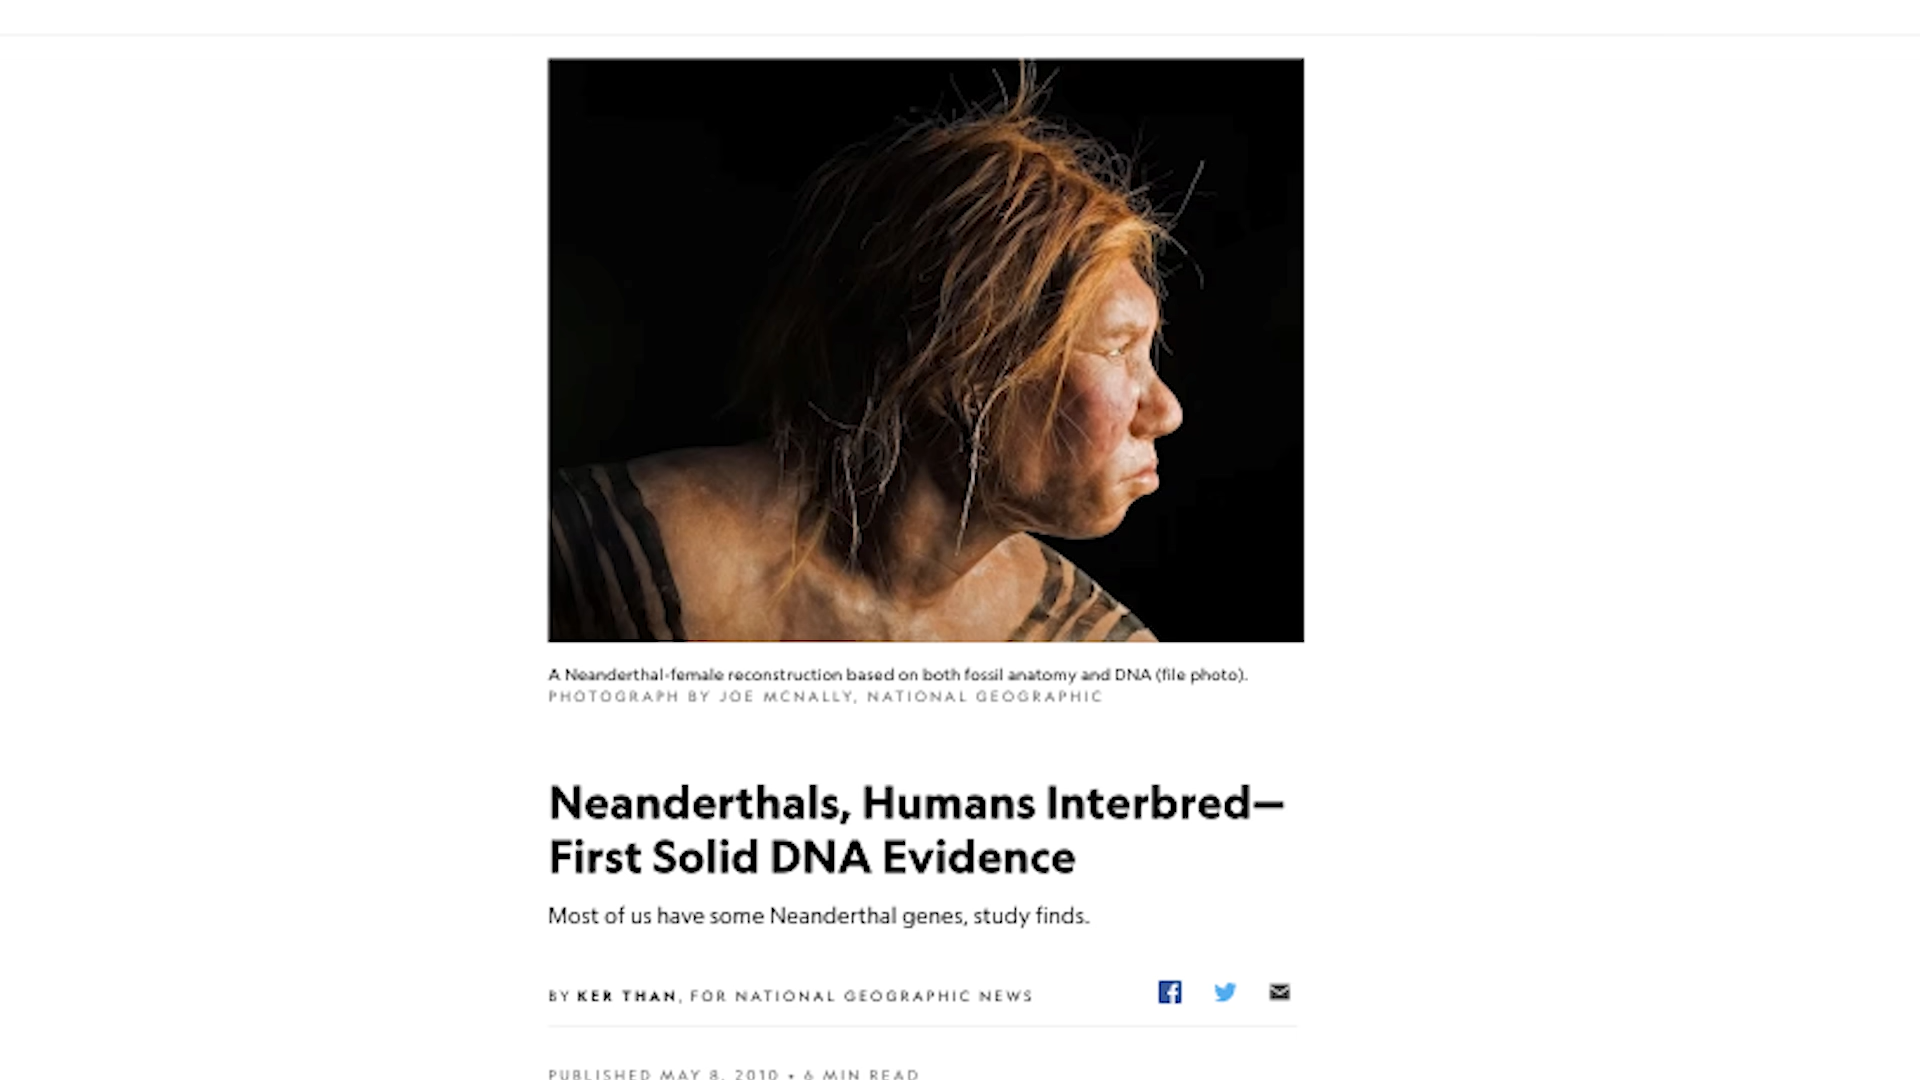 A Neanderthal-female reconstruction based on both fossil anatomy and DNA (file photo).
PHOTOGRAPH BY JOE MCNALLY, NATIONAL GEOGRAPHIC
Neanderthals, Humans Interbred—
First Solid DNA Evidence
Most of us have some Neanderthal genes, study finds.
BY KER THAN, FOR NATIONAL GEOGRAPHIC NEWS
PUBLISHED MAY 8, 2010 • 6 MIN READ